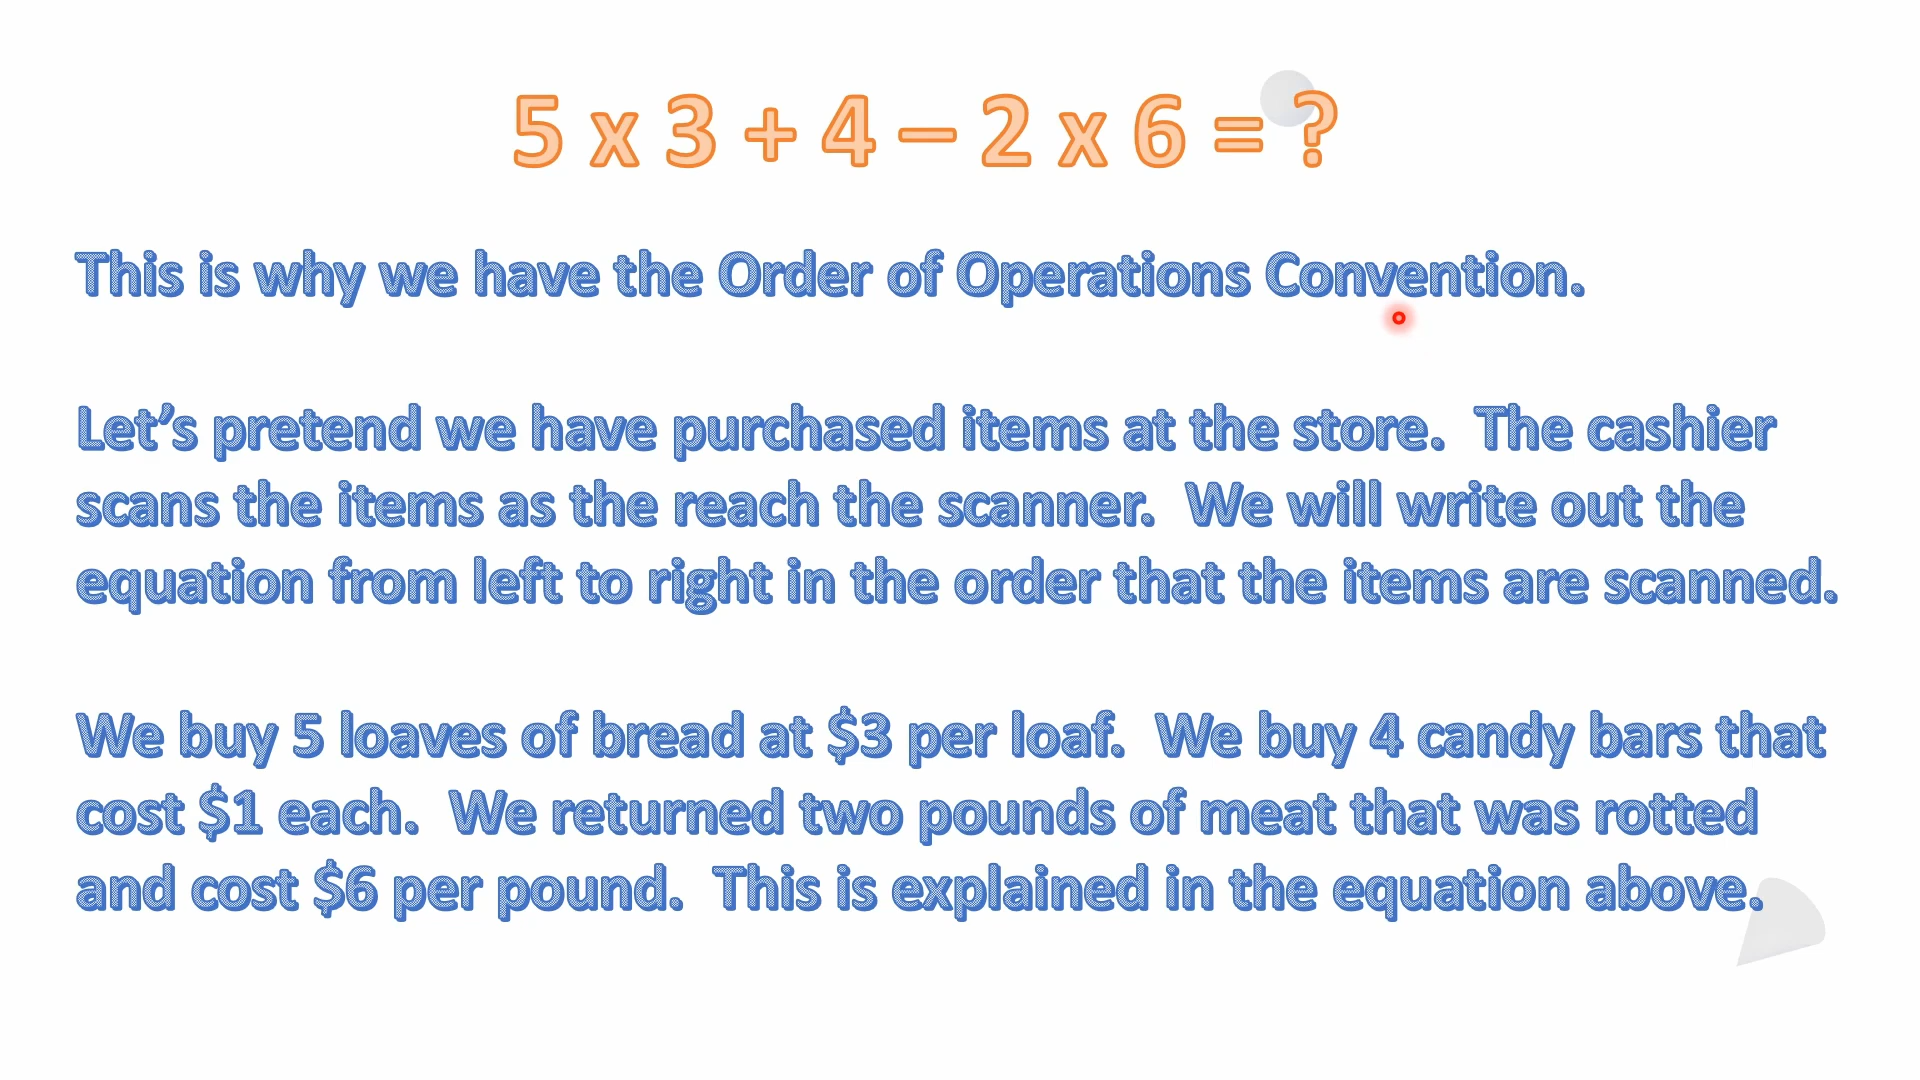 5 x 3 + 4 – 2 x 6 = ?
This is why we have the Order of Operations Convention.
Let’s pretend we have purchased items at the store.  The cashier
scans the items as the reach the scanner.  We will write out the
equation from left to right in the order that the items are scanned.
We buy 5 loaves of bread at $3 per loaf.  We buy 4 candy bars that
cost $1 each.  We returned two pounds of meat that was rotted
and cost $6 per pound.  This is explained in the equation above.